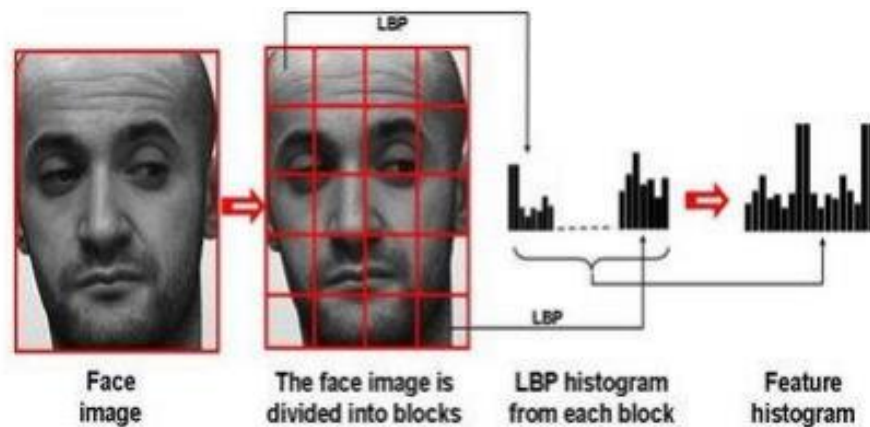 LBP
LBP
Face
image
The face image is
divided into blocks
LBP histogram
from each block
Feature
histogram